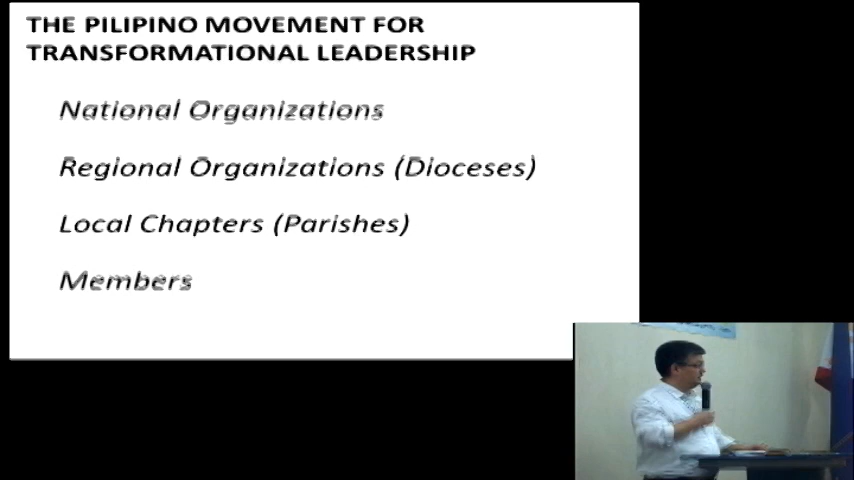 THE PILIPINO MOVEMENT FOR
TRANSFORMATIONAL LEADERSHIP
National Organizations
Regional Organizations (Dioceses)
Local Chapters (Parishes)
Members